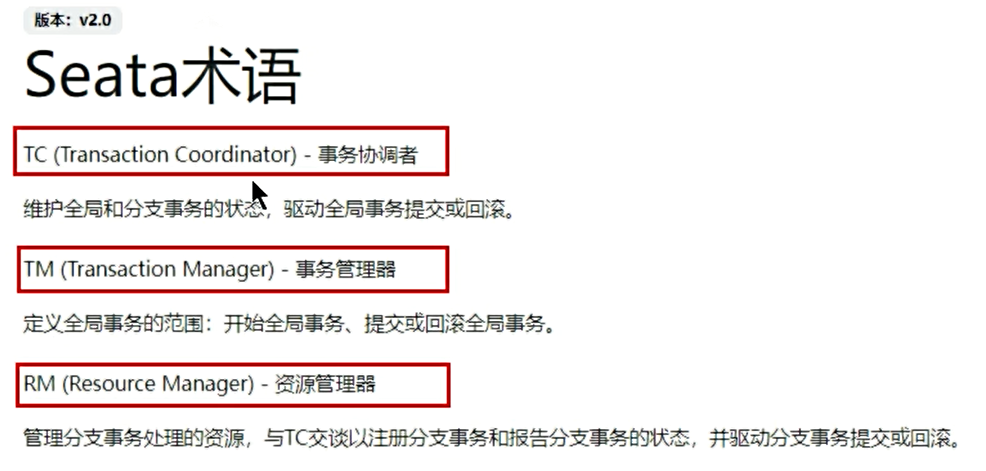 版本：v2.0
Seata术语
TC (Transaction Coordinator) - 事务协调者
维护全局和分支事务的状态，驱动全局事务提交或回滚。
TM (Transaction Manager) - 事务管理器
定义全局事务的范围：开始全局事务、提交或回滚全局事务。
RM (Resource Manager) - 资源管理器
管理分支事务处理的资源，与TC交谈以注册分支事务和报告分支事务的状态，并驱动分支事务提交或回滚。